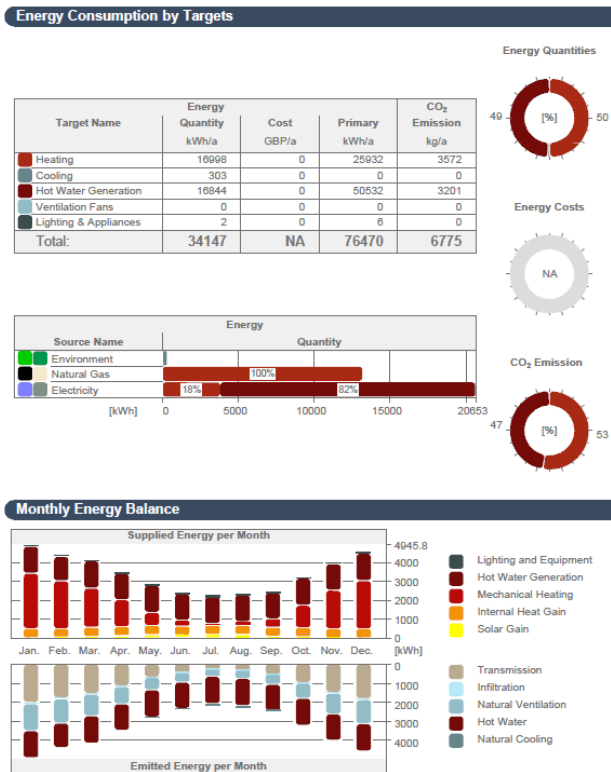 Energy Consumption by Targets
Energy Quantities
49 [%] 50
Energy CO2
Target Name Quantity Cost Primary Emission
kWh/a GBP/a kWh/a kg/a
Heating 16998 0 25932 3572
Cooling 303 0 0 0
Hot Water Generation 16844 0 50532 3201
Ventilation Fans 0 0 0 0
Lighting & Appliances 2 0 6 0
Total: 34147 NA 76470 6775
Energy Costs
NA
Energy
Source Name Quantity
Environment
Natural Gas 100%
Electricity 18% 82%
[kWh] 0 5000 10000 15000 20653
CO2 Emission
47 [%] 53
Monthly Energy Balance
Supplied Energy per Month
4945.8
4000
3000
2000
1000
0
Lighting and Equipment
Hot Water Generation
Mechanical Heating
Internal Heat Gain
Solar Gain
Jan. Feb. Mar. Apr. May. Jun. Jul. Aug. Sep. Oct. Nov. Dec. [kWh]
0
1000
2000
3000
4000
Transmission
Infiltration
Natural Ventilation
Hot Water
Natural Cooling
Emitted Energy per Month